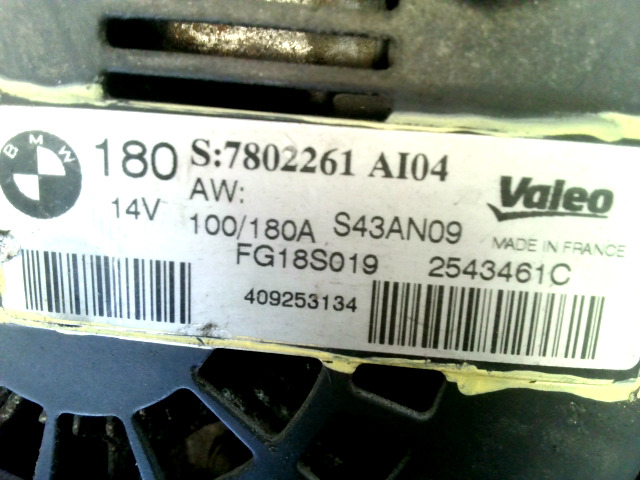 BMW 180 S:7802261 AI04 Valeo
AW:
14V 100/180A S43AN09 MADE IN FRANCE
FG18S019 2543461C
409253134